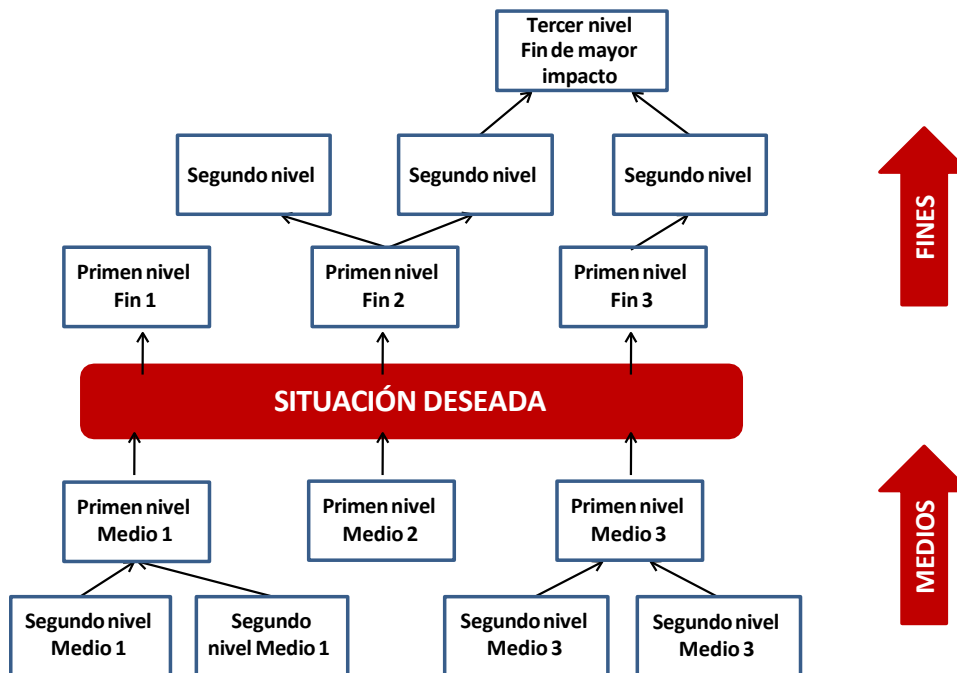 Tercer nivel
Fin de mayor
impacto
Segundo nivel
Segundo nivel
Segundo nivel
FINES
Primen nivel
Fin 1
Primen nivel
Fin 2
Primen nivel
Fin 3
SITUACIÓN DESEADA
Primen nivel
Medio 1
Primen nivel
Medio 2
Primen nivel
Medio 3
MEDIOS
Segundo nivel
Medio 1
Segundo
nivel Medio 1
Segundo nivel
Medio 3
Segundo nivel
Medio 3